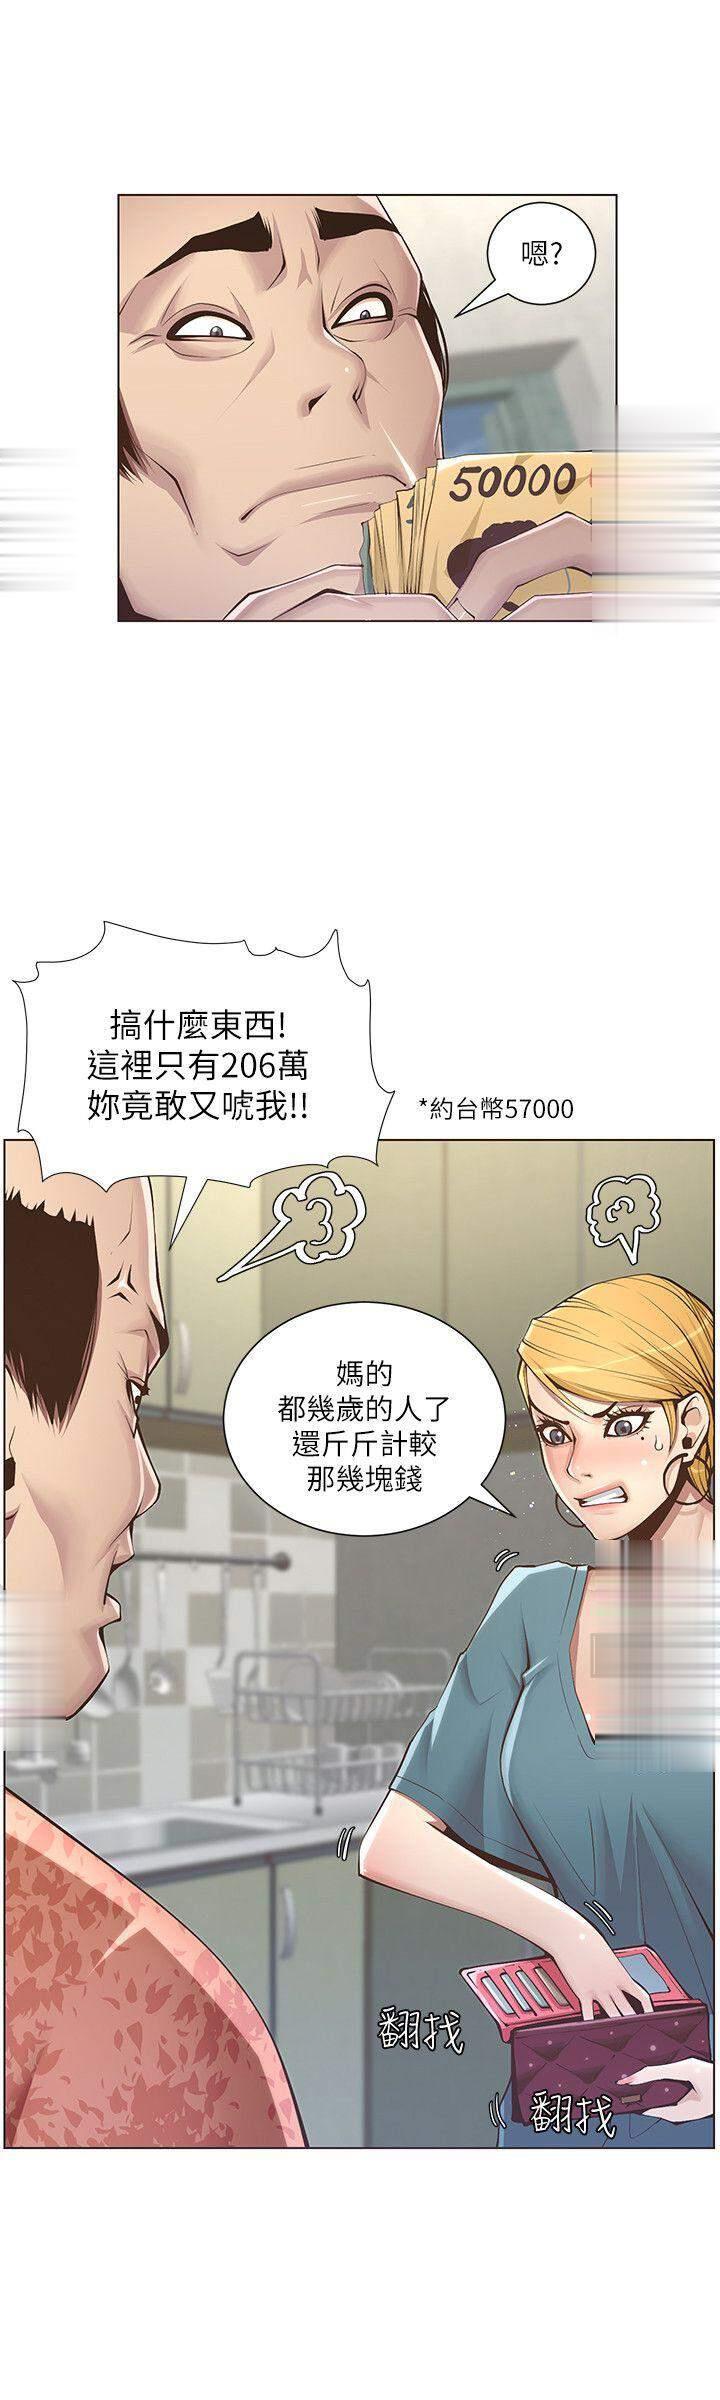 嗯?
50000
搞什麼東西!
這裡只有206萬
妳竟敢又唬我!!
*約台幣57000
媽的
都幾歲的人了
還斤斤計較
那幾塊錢
翻找
翻找